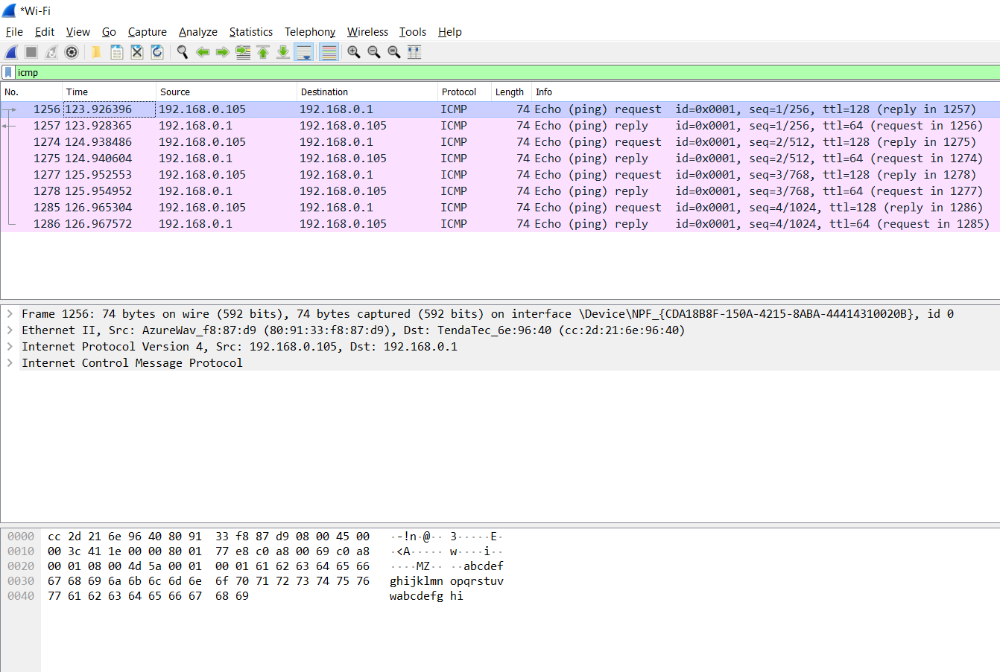 *Wi-Fi
File Edit View Go Capture Analyze Statistics Telephony Wireless Tools Help
icmp
No. Time Source Destination Protocol Length Info
1256 123.926396 192.168.0.105 192.168.0.1 ICMP 74 Echo (ping) request id=0x0001, seq=1/256, ttl=128 (reply in 1257)
1257 123.928365 192.168.0.1 192.168.0.105 ICMP 74 Echo (ping) reply id=0x0001, seq=1/256, ttl=64 (request in 1256)
1274 124.938486 192.168.0.105 192.168.0.1 ICMP 74 Echo (ping) request id=0x0001, seq=2/512, ttl=128 (reply in 1275)
1275 124.940604 192.168.0.1 192.168.0.105 ICMP 74 Echo (ping) reply id=0x0001, seq=2/512, ttl=64 (request in 1274)
1277 125.952553 192.168.0.105 192.168.0.1 ICMP 74 Echo (ping) request id=0x0001, seq=3/768, ttl=128 (reply in 1278)
1278 125.954952 192.168.0.1 192.168.0.105 ICMP 74 Echo (ping) reply id=0x0001, seq=3/768, ttl=64 (request in 1277)
1285 126.965304 192.168.0.105 192.168.0.1 ICMP 74 Echo (ping) request id=0x0001, seq=4/1024, ttl=128 (reply in 1286)
1286 126.967572 192.168.0.1 192.168.0.105 ICMP 74 Echo (ping) reply id=0x0001, seq=4/1024, ttl=64 (request in 1285)
Frame 1256: 74 bytes on wire (592 bits), 74 bytes captured (592 bits) on interface \Device\NPF_{CDA18B8F-150A-4215-8ABA-44414310020B}, id 0
Ethernet II, Src: AzureWav_f8:87:d9 (80:91:33:f8:87:d9), Dst: TendaTec_6e:96:40 (cc:2d:21:6e:96:40)
Internet Protocol Version 4, Src: 192.168.0.105, Dst: 192.168.0.1
Internet Control Message Protocol
0000 cc 2d 21 6e 96 40 80 91 33 f8 87 d9 08 00 45 00 ·-!n·@·· 3·····E·
0010 00 3c 41 1e 00 00 80 01 77 e8 c0 a8 00 69 c0 a8 ·<A····· w····i··
0020 00 01 08 00 4d 5a 00 01 00 01 61 62 63 64 65 66 ····MZ·· ··abcdef
0030 67 68 69 6a 6b 6c 6d 6e 6f 70 71 72 73 74 75 76 ghijklmn opqrstuv
0040 77 61 62 63 64 65 66 67 68 69 wabcdefg hi